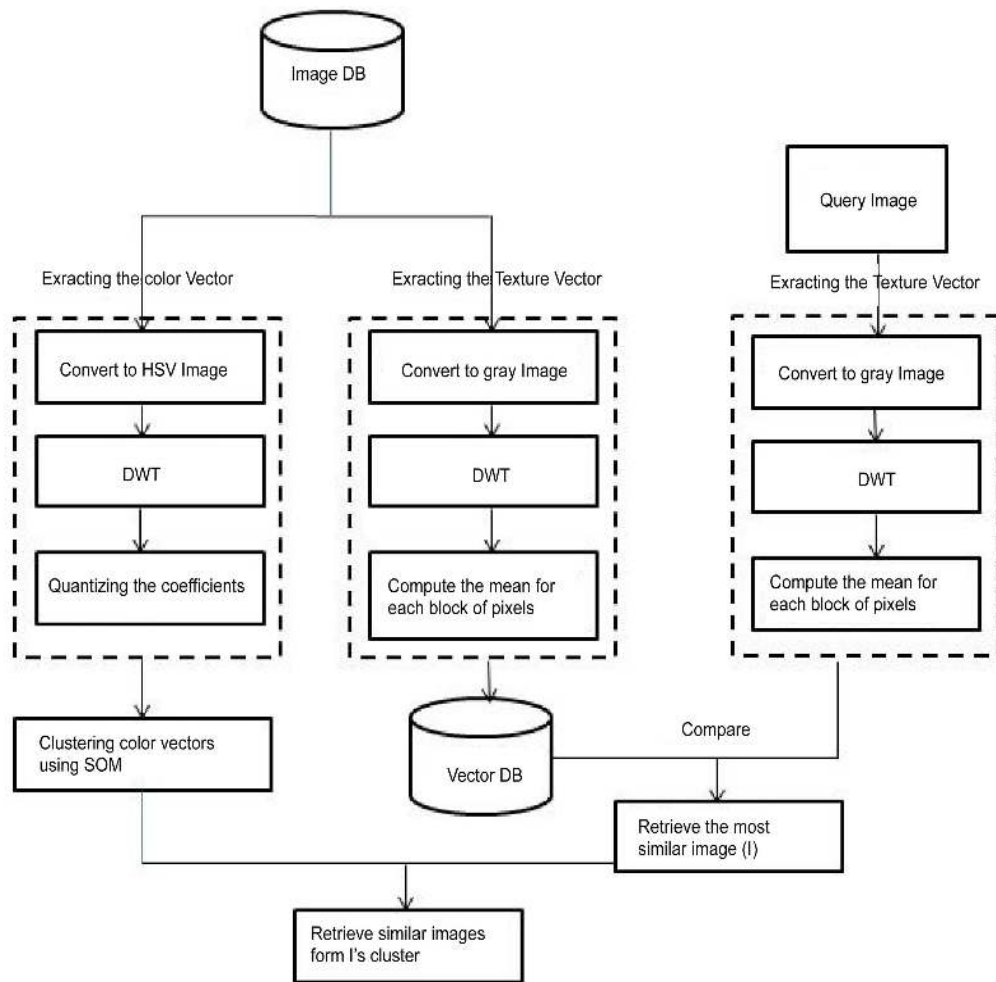 Image DB
Query Image
Exracting the color Vector
Exracting the Texture Vector
Exracting the Texture Vector
Convert to HSV Image
Convert to gray Image
Convert to gray Image
DWT
DWT
DWT
Quantizing the coefficients
Compute the mean for
each block of pixels
Compute the mean for
each block of pixels
Clustering color vectors
using SOM
Vector DB
Compare
Retrieve the most
similar image (I)
Retrieve similar images
form I's cluster